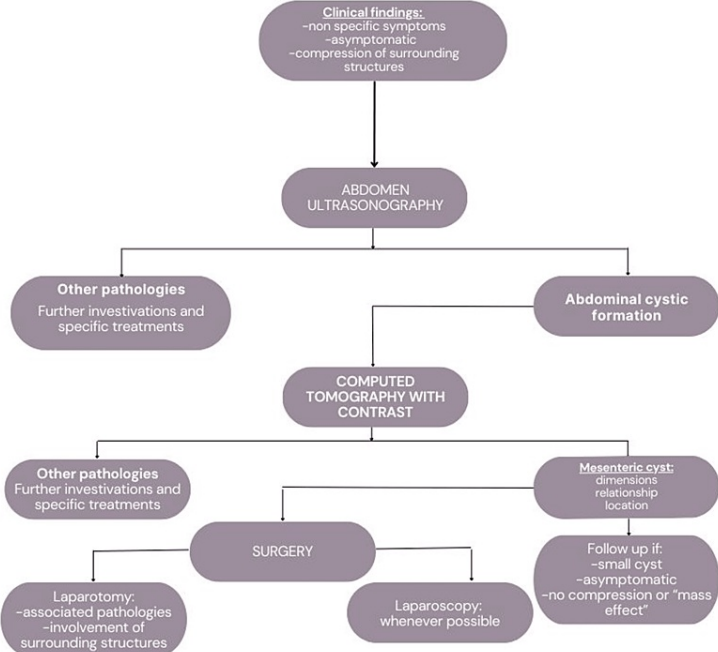 Clinical findings:
-non specific symptoms
-asymptomatic
-compression of surrounding
structures
ABDOMEN
ULTRASONOGRAPHY
Other pathologies
Further investivations and
specific treatments
Abdominal cystic
formation
COMPUTED
TOMOGRAPHY WITH
CONTRAST
Other pathologies
Further investivations and
specific treatments
Mesenteric cyst:
dimensions
relationship
location
SURGERY
Follow up if:
-small cyst
-asymptomatic
-no compression or “mass
effect”
Laparotomy:
-associated pathologies
-involvement of
surrounding structures
Laparoscopy:
whenever possible